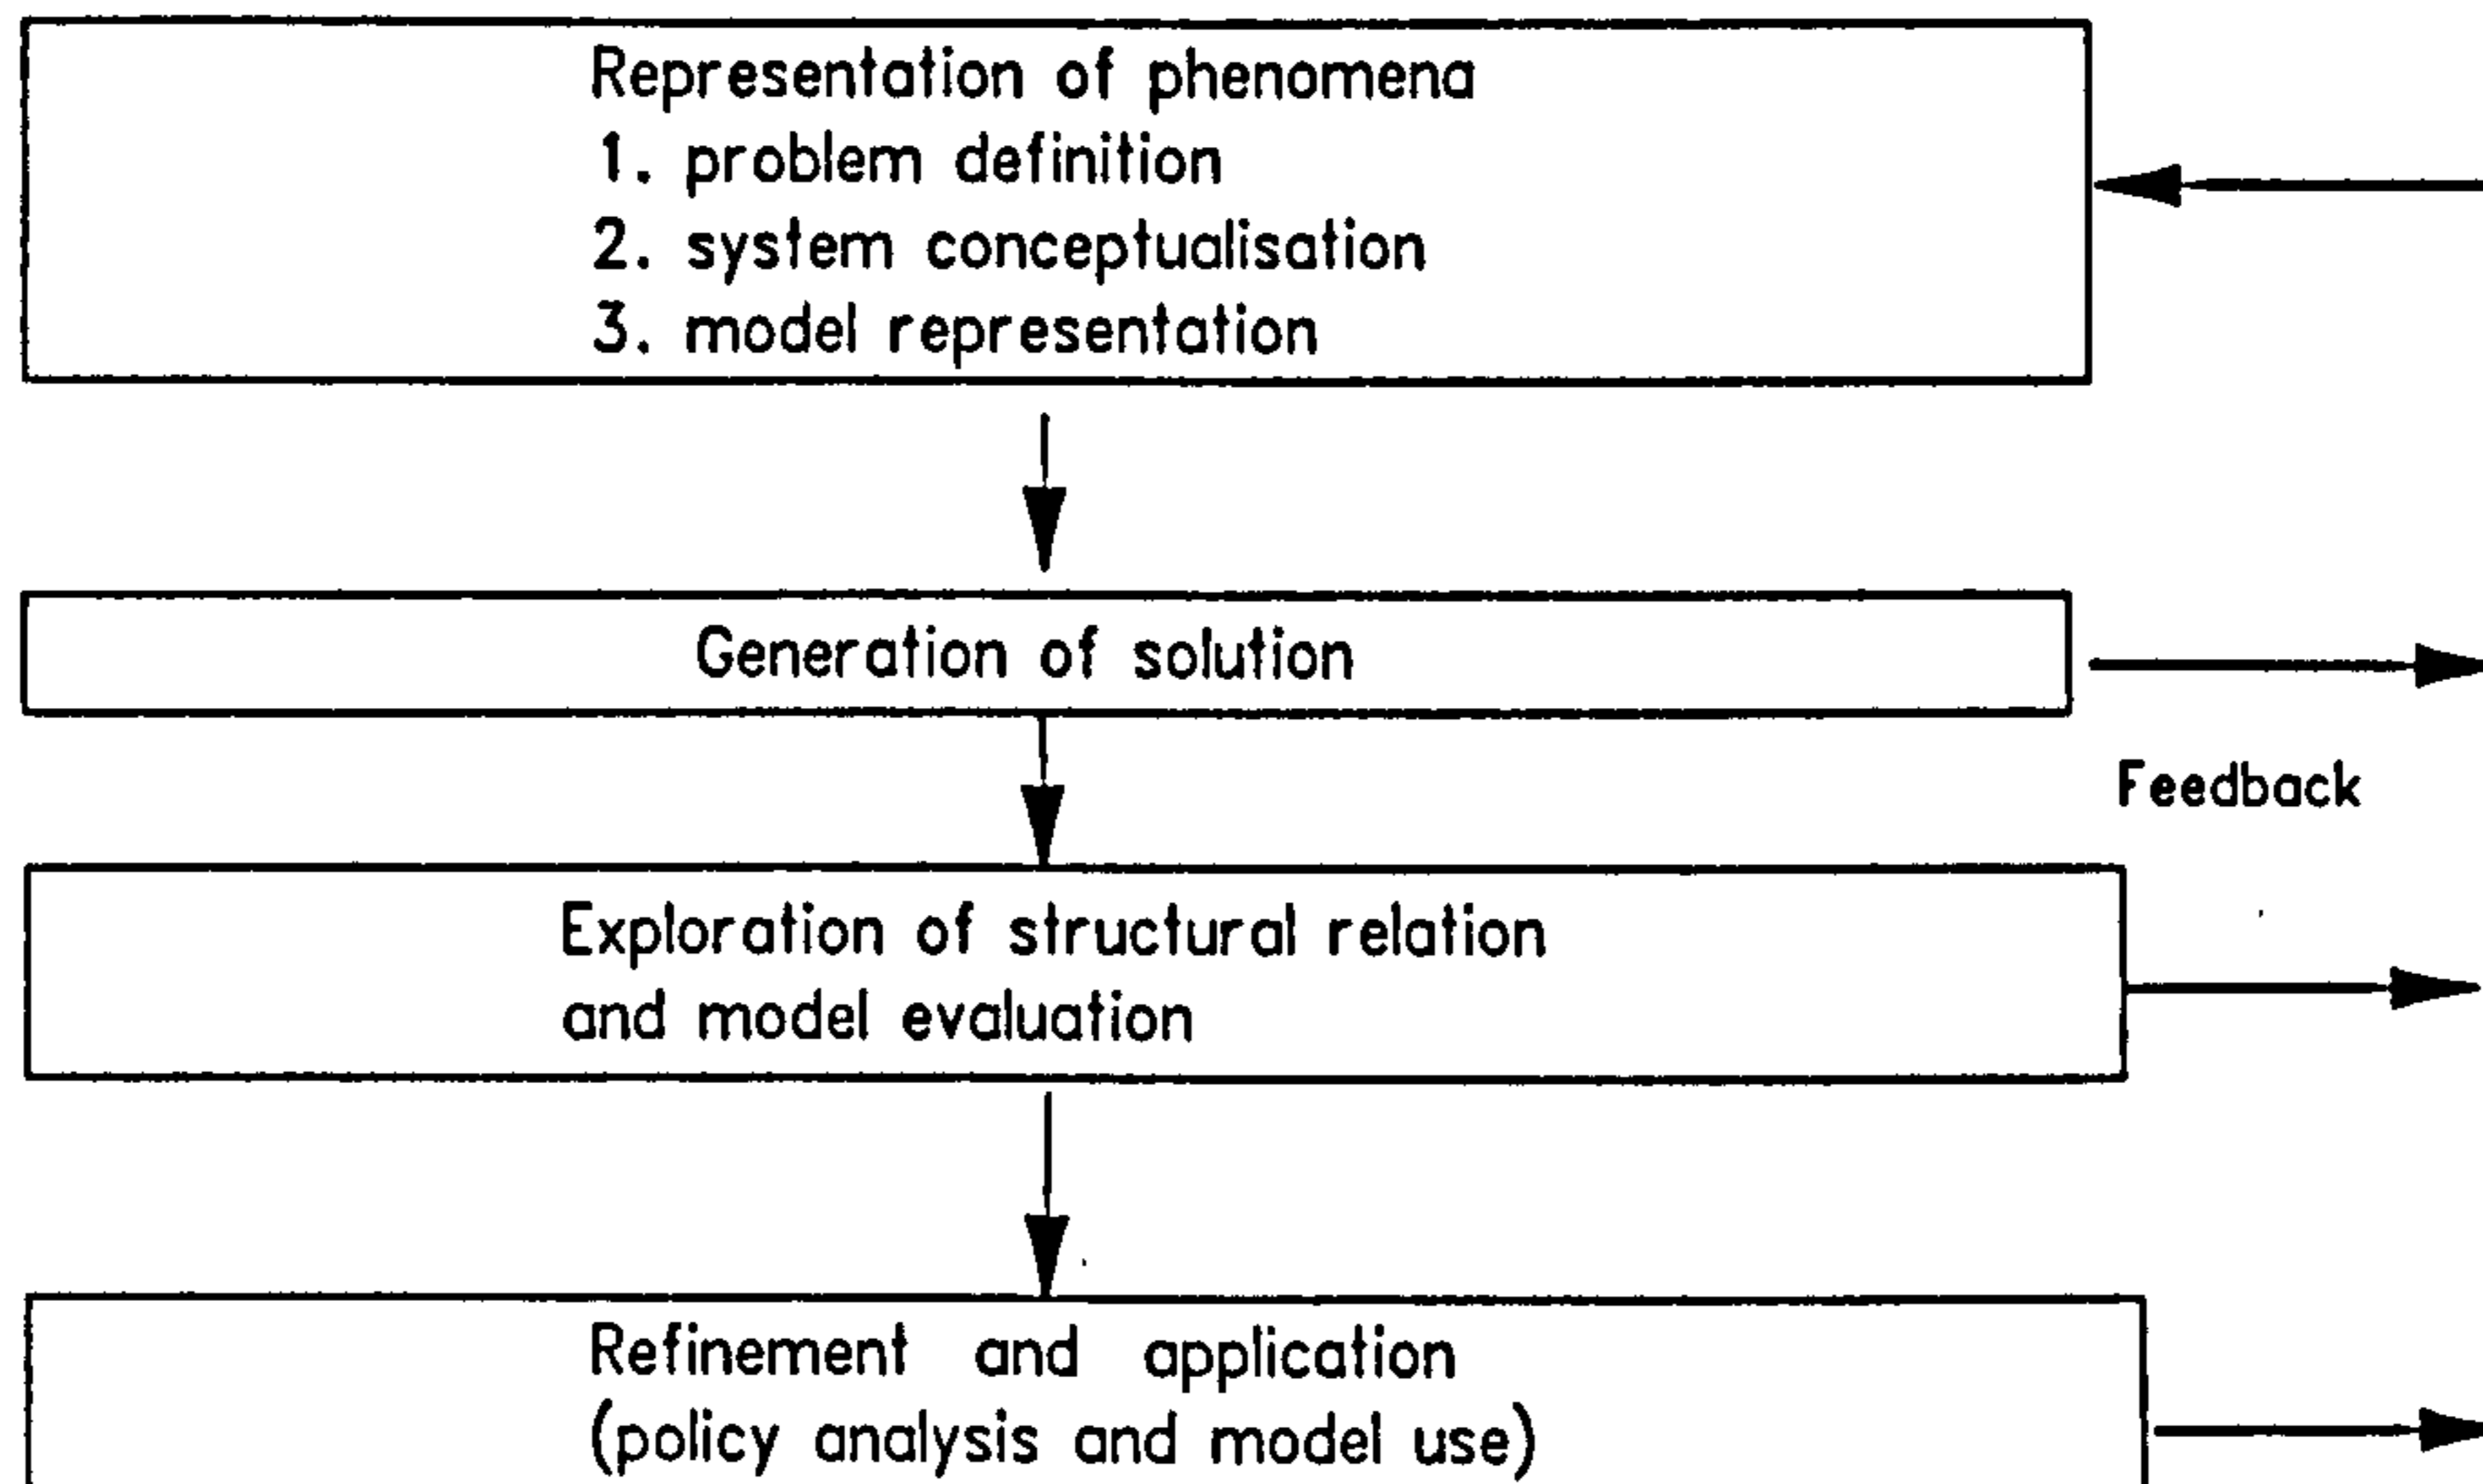 Representation of phenomena
1. problem definition
2. system conceptualisation
3. model representation
Generation of solution
Feedback
Exploration of structural relation
and model evaluation
Refinement and application
(policy analysis and model use)